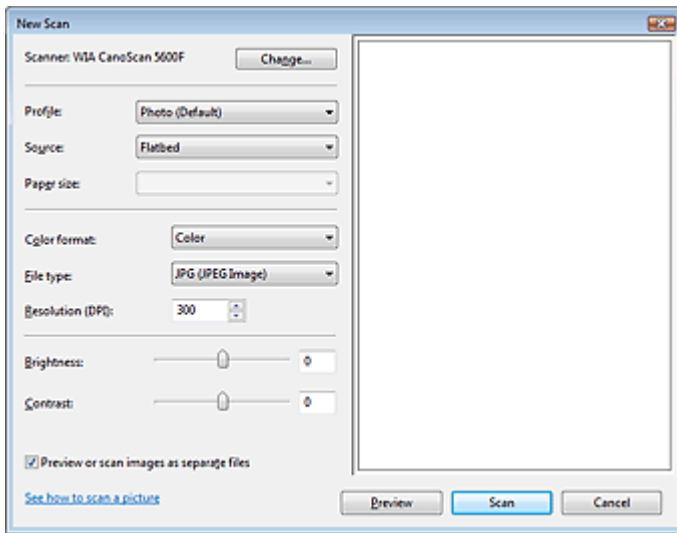 New Scan
Scanner: WIA CanoScan 5600F Change...
Profile: Photo (Default)
Source: Flatbed
Paper size:
Color format: Color
File type: JPG (JPEG Image)
Resolution (DPI): 300
Brightness: 0
Contrast: 0
Preview or scan images as separate files
See how to scan a picture Preview Scan Cancel